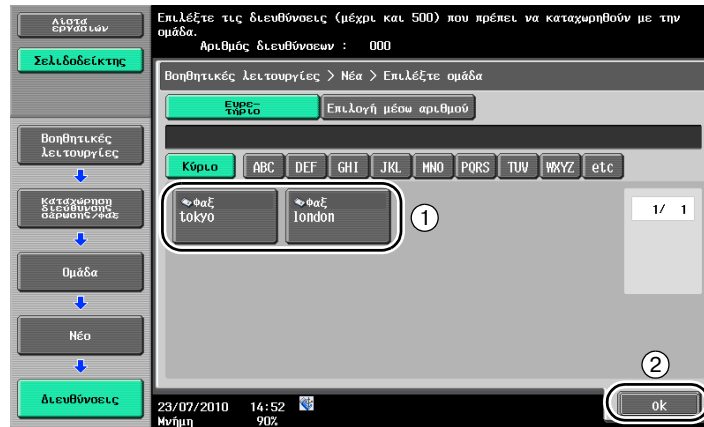 Λίστα
εργασιών
Σελιδοδείκτης
Βοηθητικές
λειτουργίες
Καταχώρηση
διεύθυνσης
σάρωσης/φαξ
Ομάδα
Νέο
Διευθύνσεις
Επιλέξτε τις διευθύνσεις (μέχρι και 500) που πρέπει να καταχωρηθούν με την
ομάδα.
Αριθμός διευθύνσεων : 000
Βοηθητικές λειτουργίες > Νέα > Επιλέξτε ομάδα
Ευρε-
τήριο
Επιλογή μέσω αριθμού
Κύριο ABC DEF GHI JKL MNO PQRS TUV WXYZ etc
Φαξ
tokyo
Φαξ
london
1
1/ 1
2
ok
23/07/2010 14:52
Μνήμη 90%